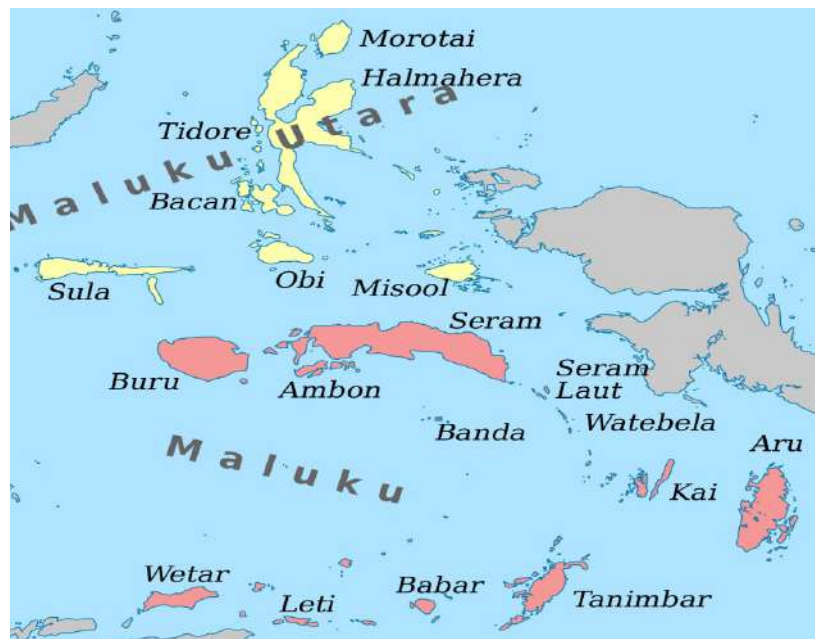 Morotai
Halmahera
Tidore
Maluku Utara
Bacan
Obi
Misool
Sula
Seram
Buru
Ambon
Seram
Laut
Banda
Watebela
Aru
Maluku
Kai
Wetar
Leti
Babar
Tanimbar